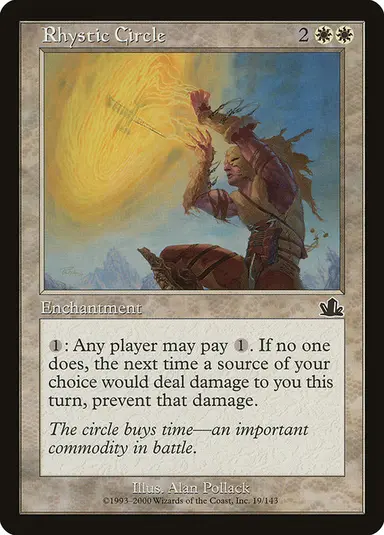 Rhystic Circle 2
Enchantment
1: Any player may pay 1. If no one
does, the next time a source of your
choice would deal damage to you this
turn, prevent that damage.
The circle buys time—an important
commodity in battle.
Illus. Alan Pollack
©1993–2000 Wizards of the Coast, Inc. 19/143